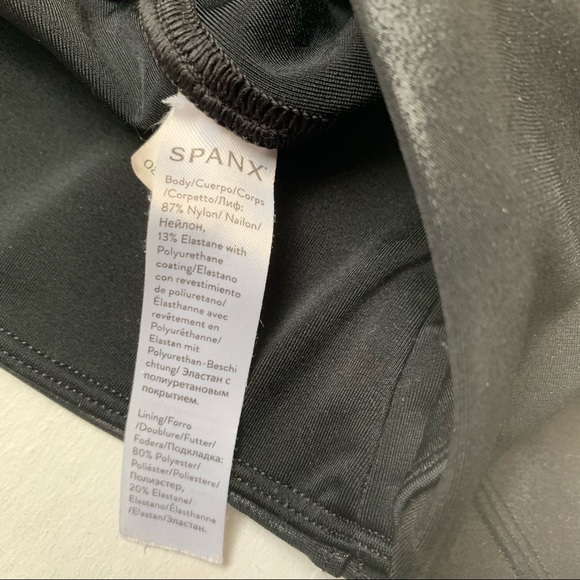 SPANX
Body/Cuerpo/Corps
/Corpetto/Лиф:
87% Nylon/ Nailon/
Нейлон,
13% Elastane with
Polyurethane
coating/Elastano
con revestimiento
de poliuretano/
Élasthanne avec
revêtement en
Polyuréthanne/
Elastan mit
Polyurethan-Beschi
chtung/ Эластан с
полиуретановым
покрытием.
Lining/Forro
/Doublure/Futter/
Fodera/Подкладка:
80% Polyester/
Poliéster/Poliestere/
Полиэстер,
20% Elastane/
Elastano/Élasthanne
/Elastan/Эластан.